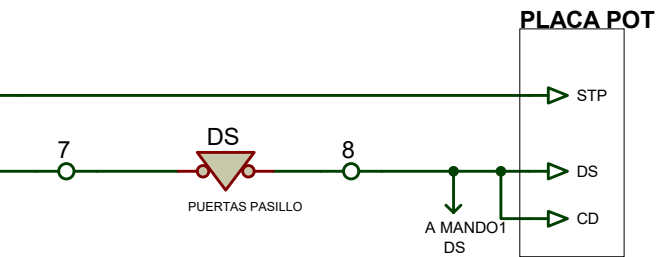 PLACA POT
STP
7
DS
8
DS
PUERTAS PASILLO
A MANDO1
DS
CD